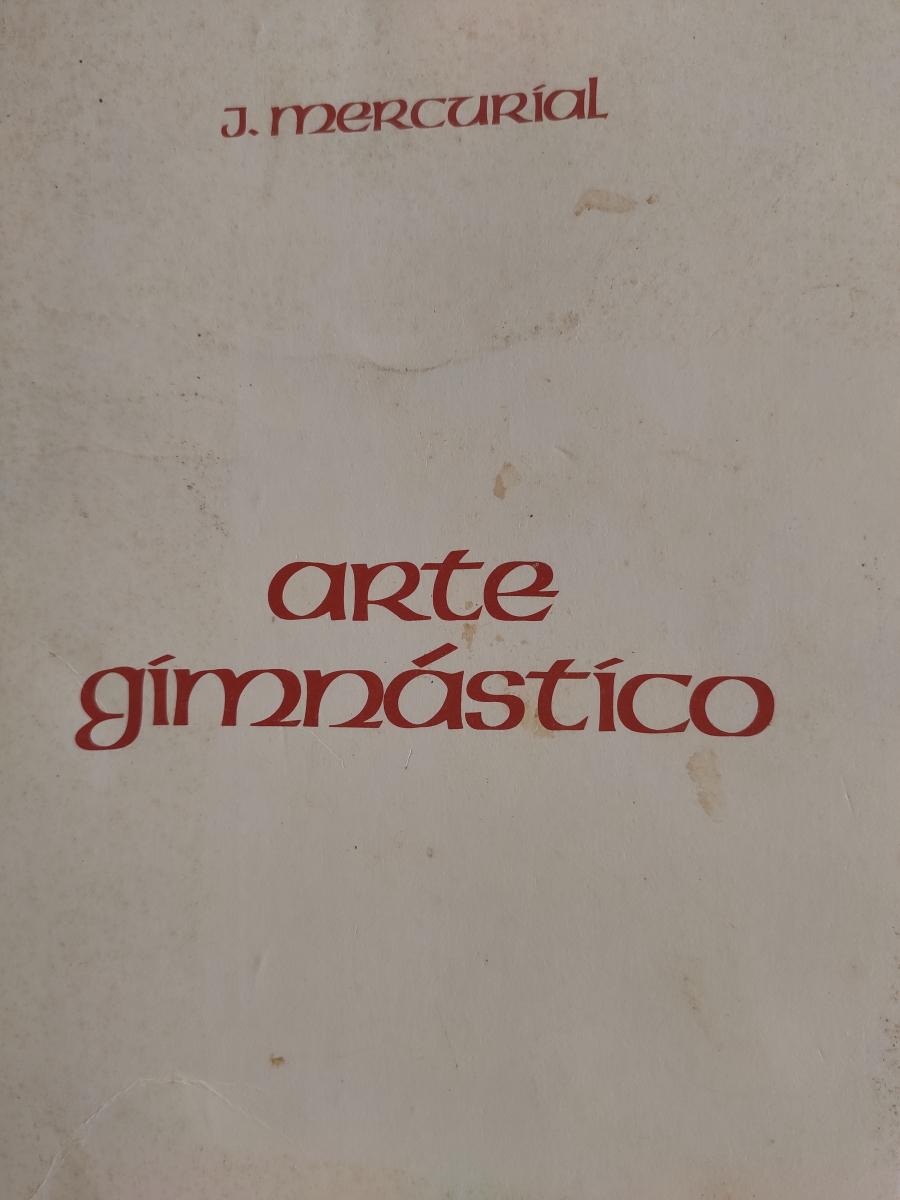 J. mercurial
arte
gimnástico